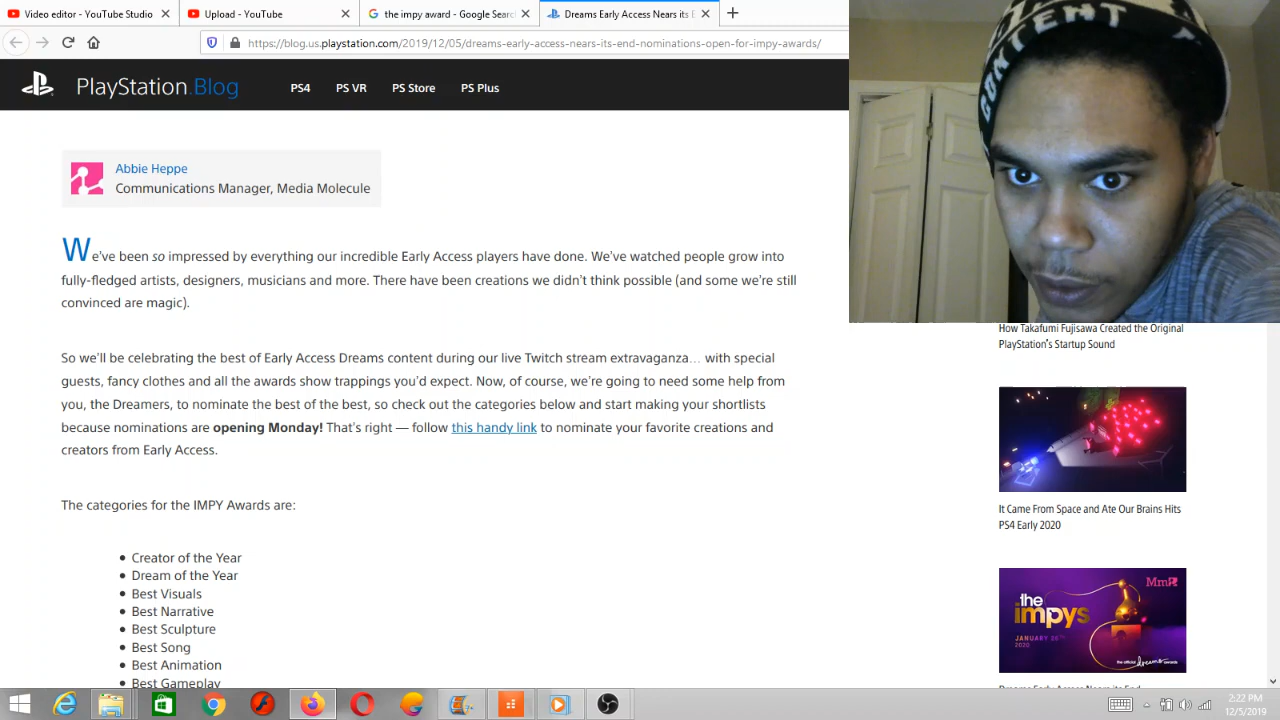 Video editor - YouTube Studio
Upload - YouTube
the impy award - Google Search
Dreams Early Access Nears its E
https://blog.us.playstation.com/2019/12/05/dreams-early-access-nears-its-end-nominations-open-for-impy-awards/
PlayStation.Blog
PS4 PS VR PS Store PS Plus
CONTENT
Abbie Heppe
Communications Manager, Media Molecule
We've been so impressed by everything our incredible Early Access players have done. We've watched people grow into
fully-fledged artists, designers, musicians and more. There have been creations we didn't think possible (and some we're still
convinced are magic).
So we'll be celebrating the best of Early Access Dreams content during our live Twitch stream extravaganza… with special
guests, fancy clothes and all the awards show trappings you'd expect. Now, of course, we're going to need some help from
you, the Dreamers, to nominate the best of the best, so check out the categories below and start making your shortlists
because nominations are opening Monday! That's right — follow this handy link to nominate your favorite creations and
creators from Early Access.
The categories for the IMPY Awards are:
• Creator of the Year
• Dream of the Year
• Best Visuals
• Best Narrative
• Best Sculpture
• Best Song
• Best Animation
• Best Gameplay
How Takafumi Fujisawa Created the Original
PlayStation's Startup Sound
It Came From Space and Ate Our Brains Hits
PS4 Early 2020
MmR
the
impys
JANUARY 26TH
2020
the official dreams awards
Dreams Early Access Nears its End
2:22 PM
12/5/2019